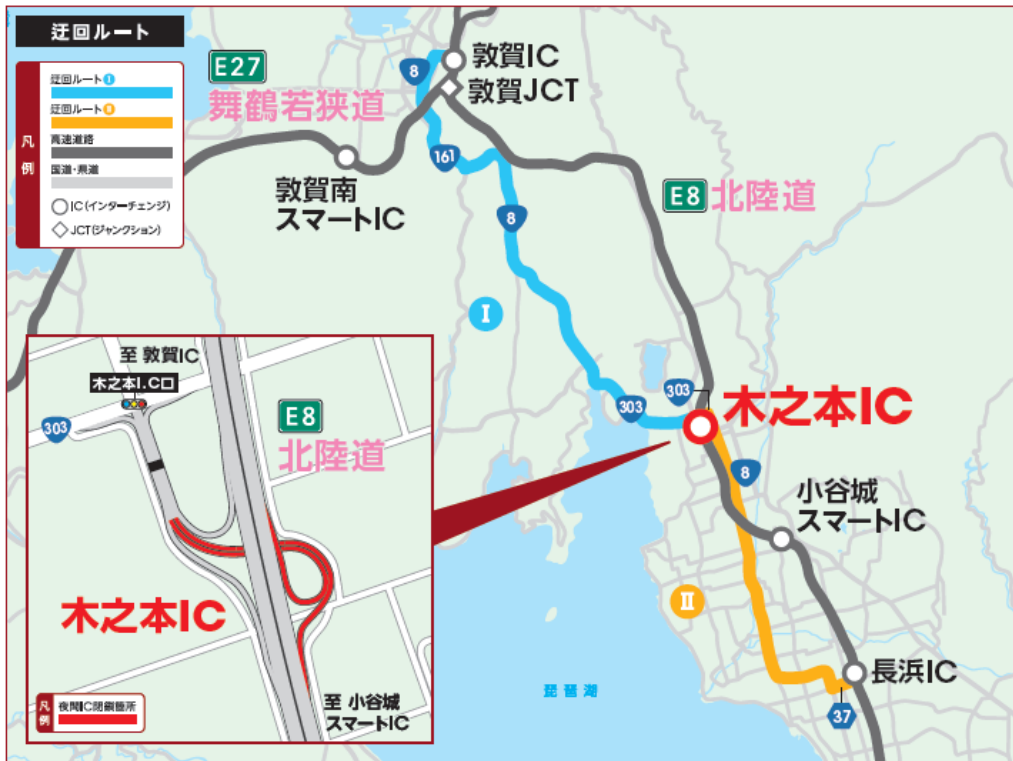 迂回ルート
凡例
迂回ルートⅠ
迂回ルートⅡ
高速道路
国道・県道
IC(インターチェンジ)
JCT(ジャンクション)
E27
舞鶴若狭道
8
敦賀IC
敦賀JCT
161
敦賀南
スマートIC
E8 北陸道
8
Ⅰ
303
303
木之本IC
8
小谷城
スマートIC
Ⅱ
琵琶湖
長浜IC
37
至 敦賀IC
木之本I.C口
303
E8
北陸道
木之本IC
至 小谷城
スマートIC
凡例
夜間IC閉鎖箇所